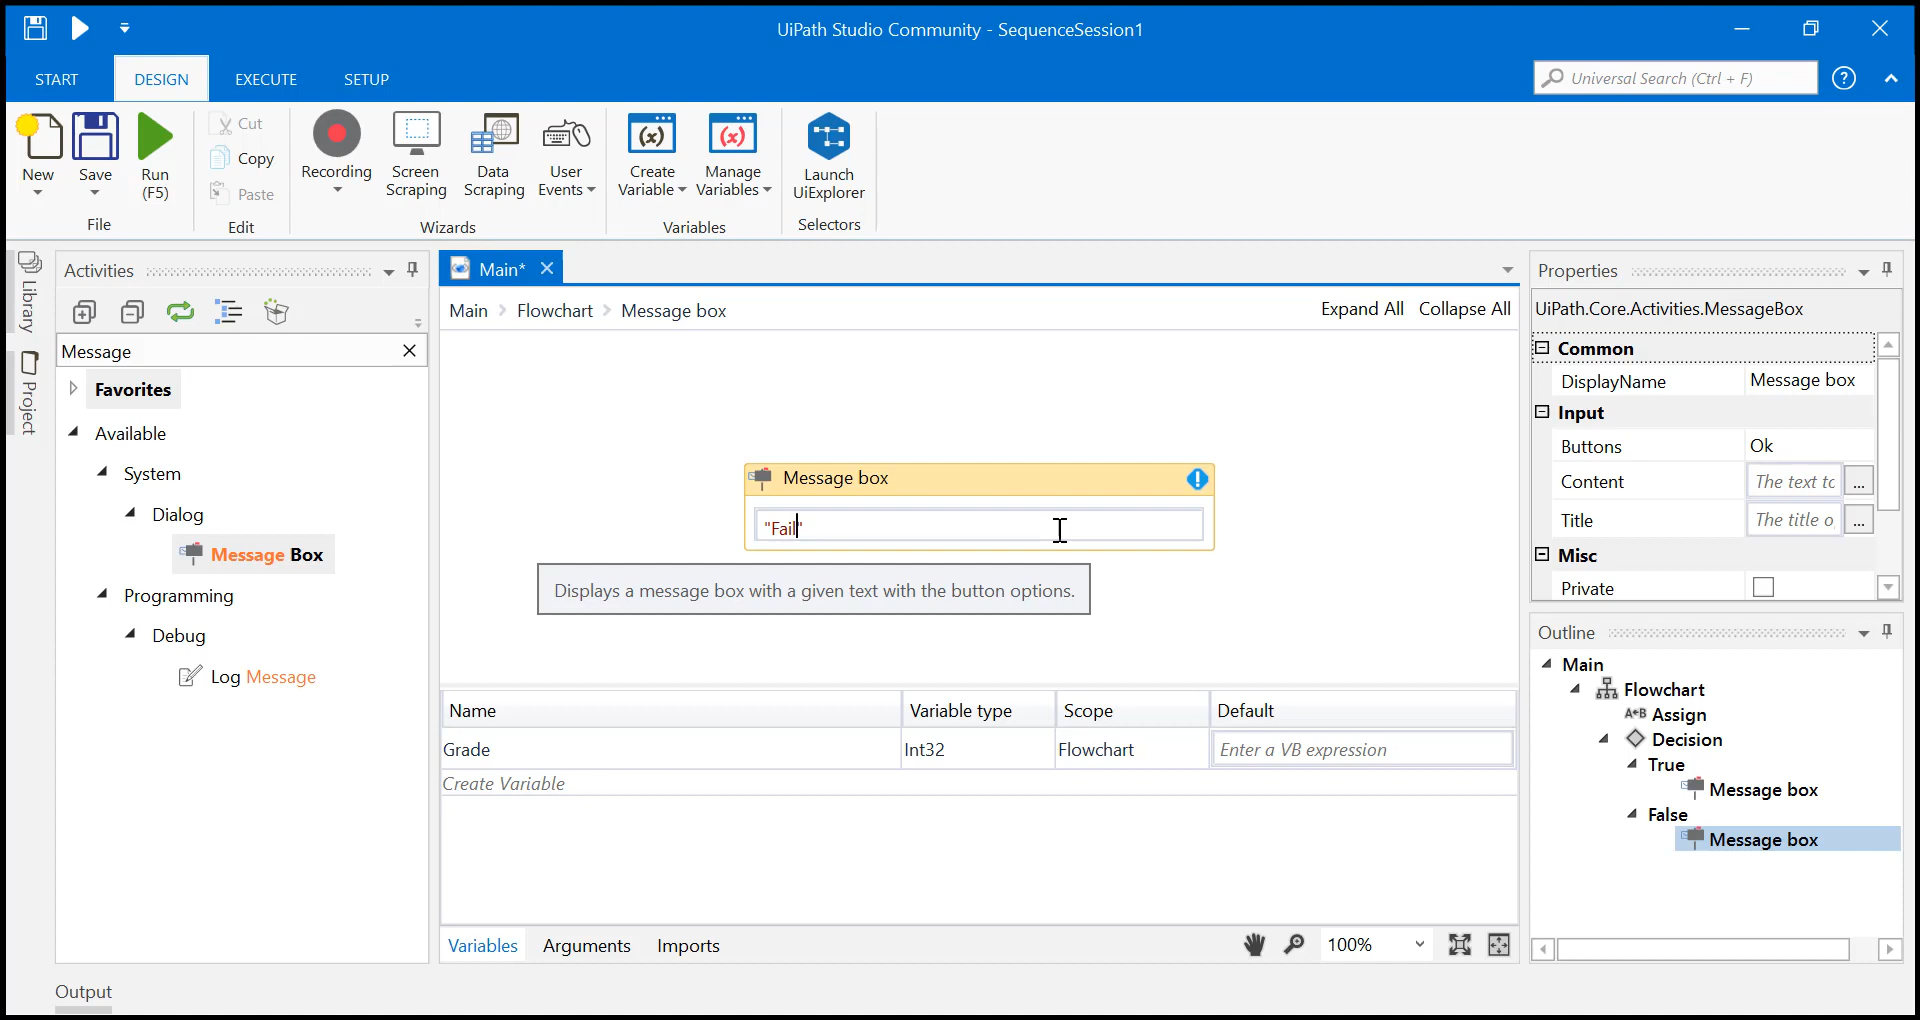 UiPath Studio Community - SequenceSession1
START
DESIGN
EXECUTE
SETUP
Universal Search (Ctrl + F)
New
Save
Run
(F5)
File
Cut
Copy
Paste
Edit
Recording
Screen
Scraping
Data
Scraping
User
Events
Wizards
Create
Variable
Manage
Variables
Variables
Launch
UiExplorer
Selectors
Library
Project
Activities
Message
Favorites
Available
System
Dialog
Message Box
Programming
Debug
Log Message
Main*
Main > Flowchart > Message box
Expand All
Collapse All
Message box
"Fail"
Displays a message box with a given text with the button options.
Name
Variable type
Scope
Default
Grade
Int32
Flowchart
Enter a VB expression
Create Variable
Variables
Arguments
Imports
100%
Properties
UiPath.Core.Activities.MessageBox
Common
DisplayName
Message box
Input
Buttons
Ok
Content
The text to
...
Title
The title o
...
Misc
Private
Outline
Main
Flowchart
A←B Assign
Decision
True
Message box
False
Message box
Output